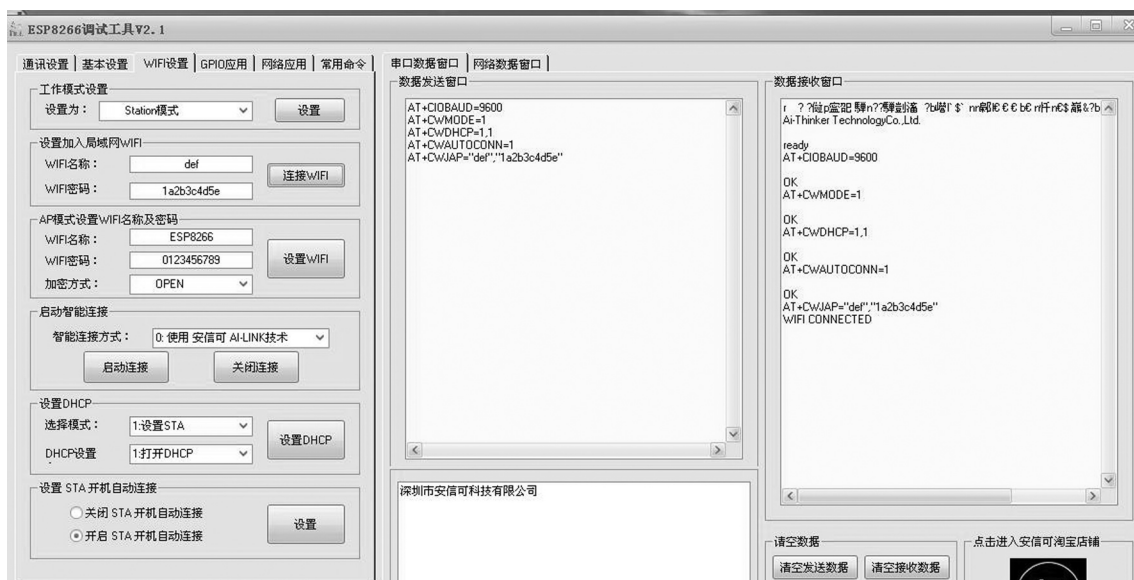 ESP8266调试工具V2.1
通讯设置 基本设置 WIFI设置 GPIO应用 网络应用 常用命令
工作模式设置
设置为： Station模式 设置
设置加入局域网WIFI
WIFI名称： def
WIFI密码： 1a2b3c4d5e
连接WIFI
AP模式设置WIFI名称及密码
WIFI名称： ESP8266
WIFI密码： 0123456789
设置WIFI
加密方式： OPEN
启动智能连接
智能连接方式： 0: 使用 安信可 AI-LINK技术
启动连接 关闭连接
设置DHCP
选择模式： 1:设置STA
DHCP设置 1:打开DHCP
设置DHCP
设置 STA 开机自动连接
关闭 STA 开机自动连接
开启 STA 开机自动连接
设置
串口数据窗口 网络数据窗口
数据发送窗口
AT+CIOBAUD=9600
AT+CWMODE=1
AT+CWDHCP=1,1
AT+CWAUTOCONN=1
AT+CWJAP="def","1a2b3c4d5e"
深圳市安信可科技有限公司
数据接收窗口
Ai-Thinker TechnologyCo.,Ltd.
ready
AT+CIOBAUD=9600
OK
AT+CWMODE=1
OK
AT+CWDHCP=1,1
OK
AT+CWAUTOCONN=1
OK
AT+CWJAP="def","1a2b3c4d5e"
WIFI CONNECTED
清空数据
清空发送数据 清空接收数据
点击进入安信可淘宝店铺